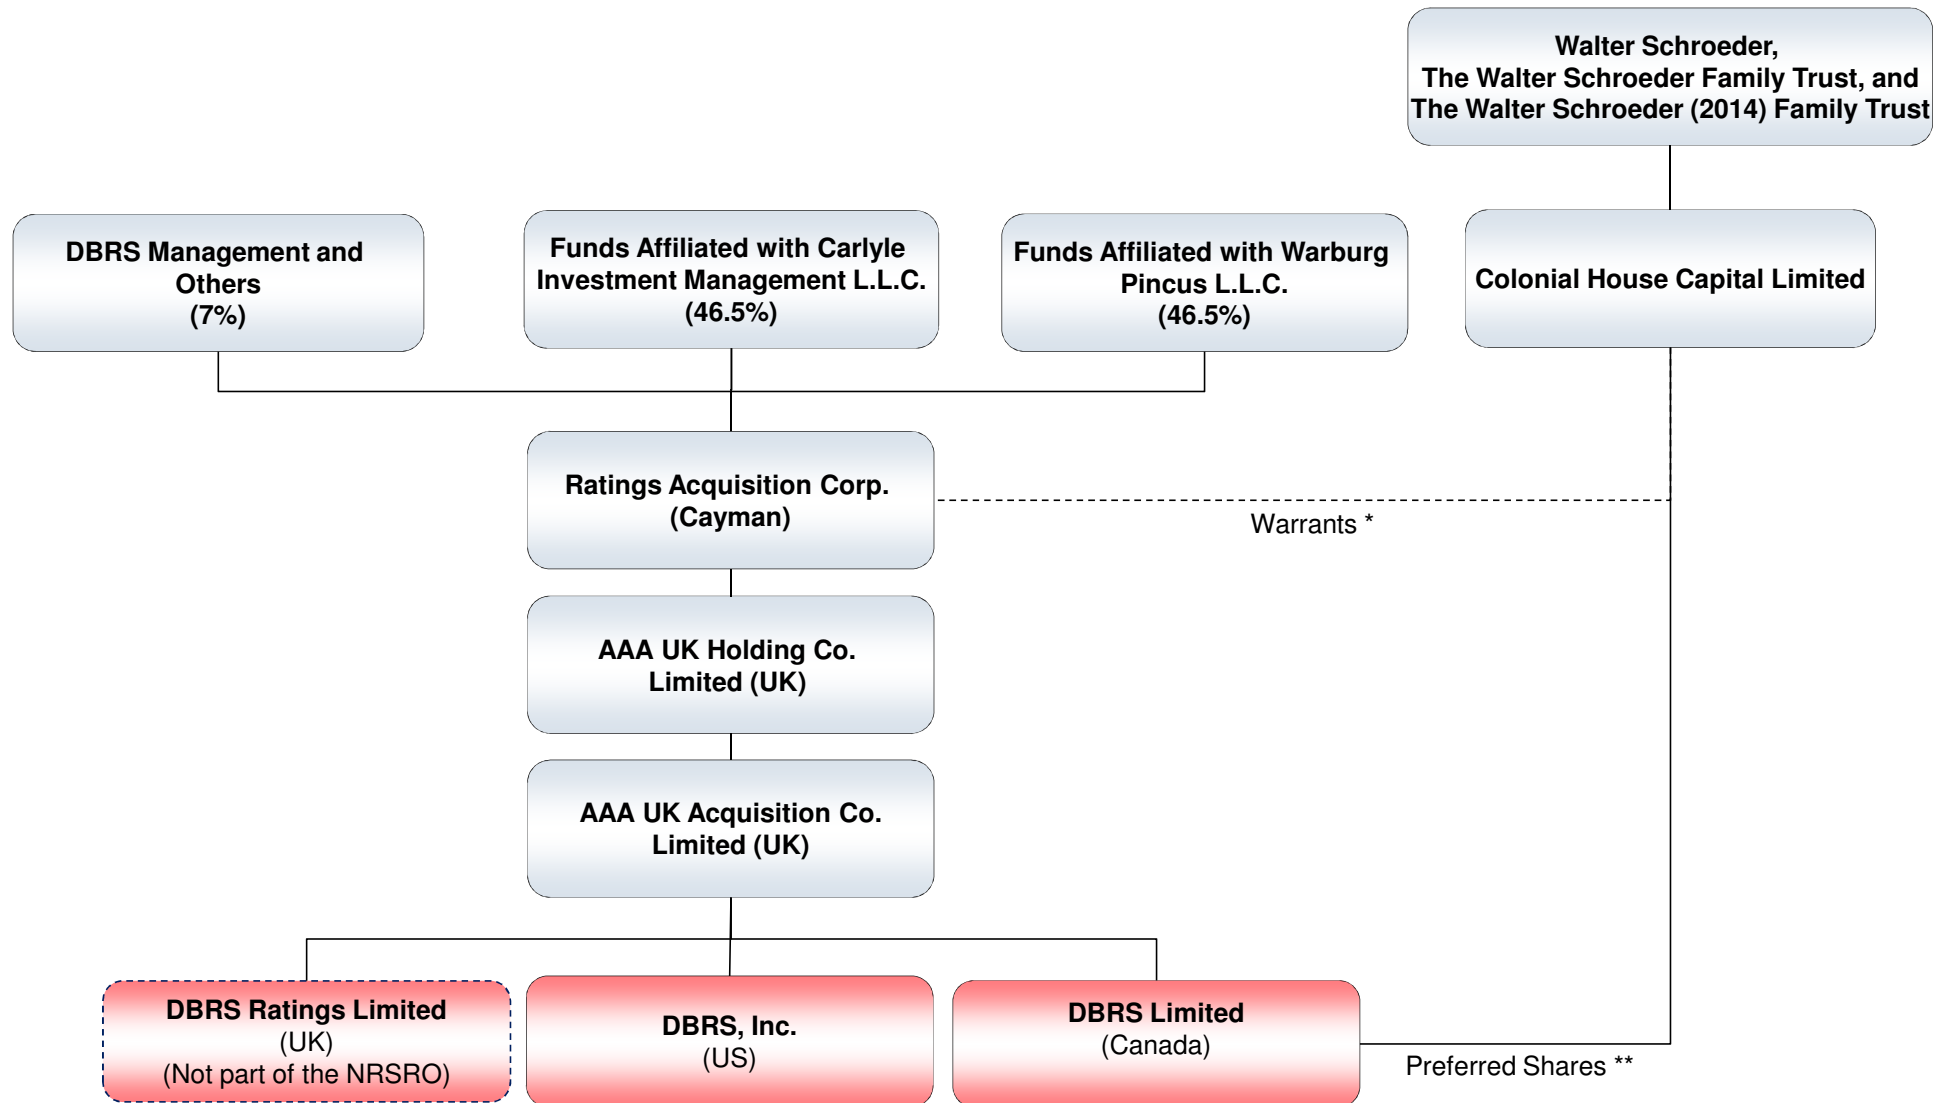 Walter Schroeder,
The Walter Schroeder Family Trust, and
The Walter Schroeder (2014) Family Trust
DBRS Management and
Others
(7%)
Funds Affiliated with Carlyle
Investment Management L.L.C.
(46.5%)
Funds Affiliated with Warburg
Pincus L.L.C.
(46.5%)
Colonial House Capital Limited
Ratings Acquisition Corp.
(Cayman)
Warrants *
AAA UK Holding Co.
Limited (UK)
AAA UK Acquisition Co.
Limited (UK)
DBRS Ratings Limited
(UK)
(Not part of the NRSRO)
DBRS, Inc.
(US)
DBRS Limited
(Canada)
Preferred Shares **